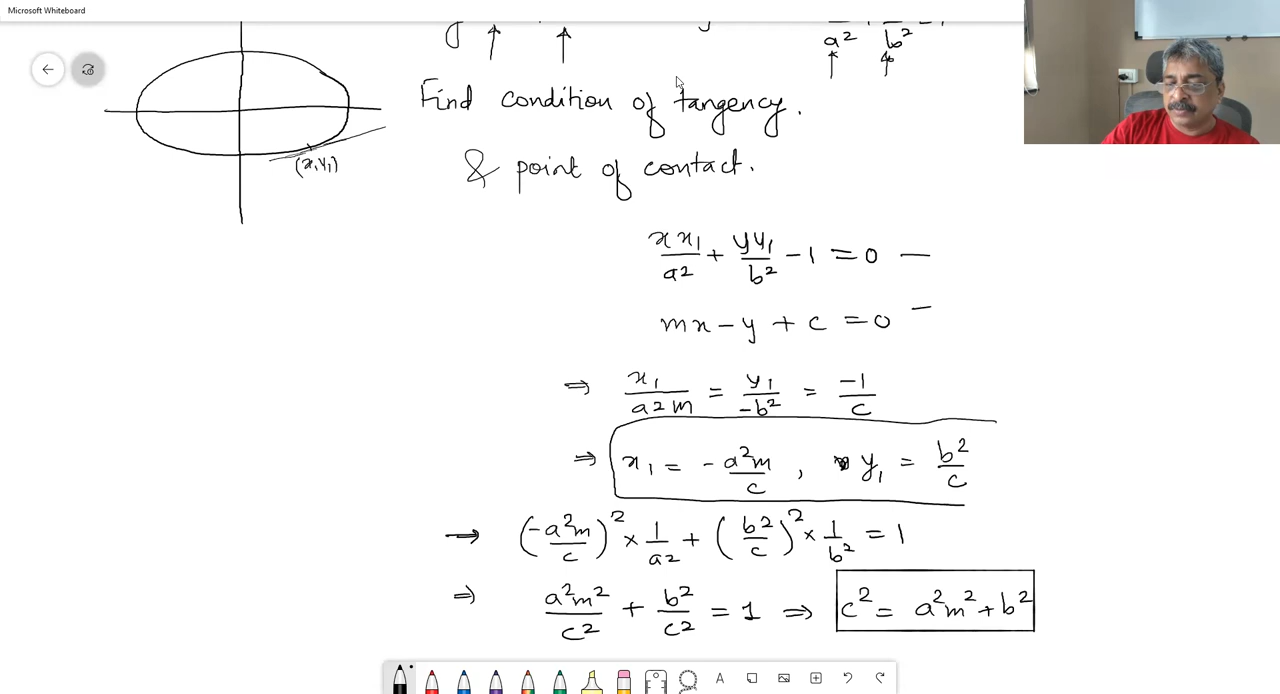 Microsoft Whiteboard
a² b²
Find condition of tangency.
& point of contact.
(x₁y₁)
xx₁/a² + yy₁/b² - 1 = 0 —
mx - y + c = 0 —
⇒ x₁/a²m = y₁/-b² = -1/c
⇒ x₁ = - a²m/c , y₁ = b²/c
→ (-a²m/c)² × 1/a² + (b²/c)² × 1/b² = 1
⇒ a²m²/c² + b²/c² = 1 ⇒ c² = a²m² + b²
A